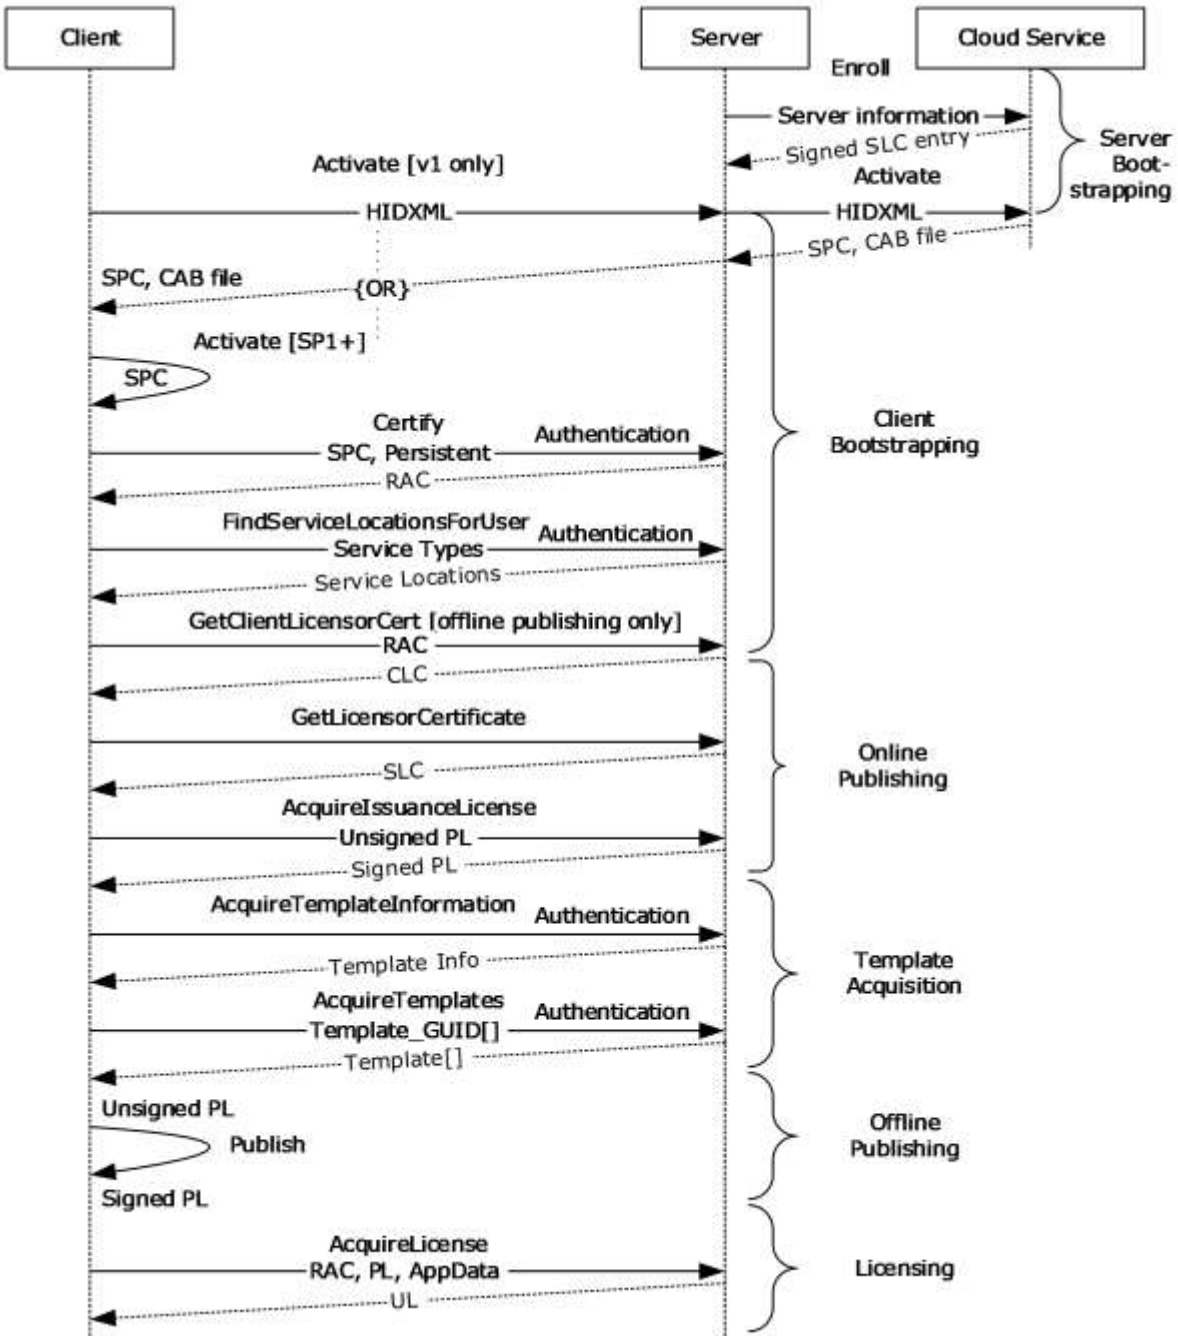 Client
Server
Cloud Service
Enroll
Server information
Signed SLC entry
Server
Boot-
strapping
Activate [v1 only]
Activate
HIDXML
HIDXML
SPC, CAB file
SPC, CAB file
{OR}
Activate [SP1+]
SPC
Client
Bootstrapping
Certify
Authentication
SPC, Persistent
RAC
FindServiceLocationsForUser
Authentication
Service Types
Service Locations
GetClientLicensorCert [offline publishing only]
RAC
CLC
GetLicensorCertificate
SLC
Online
Publishing
AcquireIssuanceLicense
Unsigned PL
Signed PL
AcquireTemplateInformation
Authentication
Template Info
Template
Acquisition
AcquireTemplates
Authentication
Template_GUID[]
Template[]
Unsigned PL
Publish
Signed PL
Offline
Publishing
AcquireLicense
RAC, PL, AppData
UL
Licensing